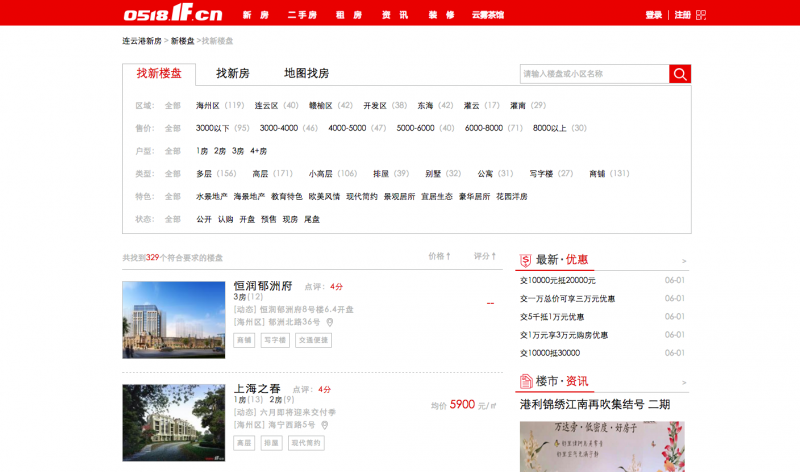 0518.1F.cn 新 房 二手房 租 房 资 讯 装 修 云雾茶馆 登录 | 注册
连云港新房 > 新楼盘 >找新楼盘
找新楼盘 找新房 地图找房 请输入楼盘或小区名称
区域： 全部 海州区 (119) 连云区 (40) 赣榆区 (42) 开发区 (38) 东海 (42) 灌云 (17) 灌南 (29)
售价： 全部 3000以下 (95) 3000-4000 (46) 4000-5000 (47) 5000-6000 (40) 6000-8000 (71) 8000以上 (30)
户型： 全部 1房 2房 3房 4+房
类型： 全部 多层 (156) 高层 (171) 小高层 (106) 排屋 (39) 别墅 (32) 公寓 (31) 写字楼 (27) 商铺 (131)
特色： 全部 水景地产 海景地产 教育特色 欧美风情 现代简约 景观居所 宜居生态 豪华居所 花园洋房
状态： 全部 公开 认购 开盘 预售 现房 尾盘
共找到329个符合要求的楼盘 价格↑ 评分↑
恒润郁洲府 点评：4分
3房(12)
[动态] 恒润郁洲府8号楼6.4开盘
[海州区] 郁洲北路36号
商铺 写字楼 交通便捷
--
上海之春 点评：4分
1房(13) 2房(9)
[动态] 六月即将迎来交付季
[海州区] 海宁西路5号
高层 排屋 现代简约
均价 5900 元/㎡
最新·优惠 >
交10000元抵20000元 06-01
交一万总价可享三万元优惠 06-01
交5千抵1万元优惠 06-01
交1万元享3万元购房优惠 06-01
交10000抵30000 06-01
楼市·资讯 >
港利锦绣江南再吹集结号 二期
万达旁·低密度·好房子